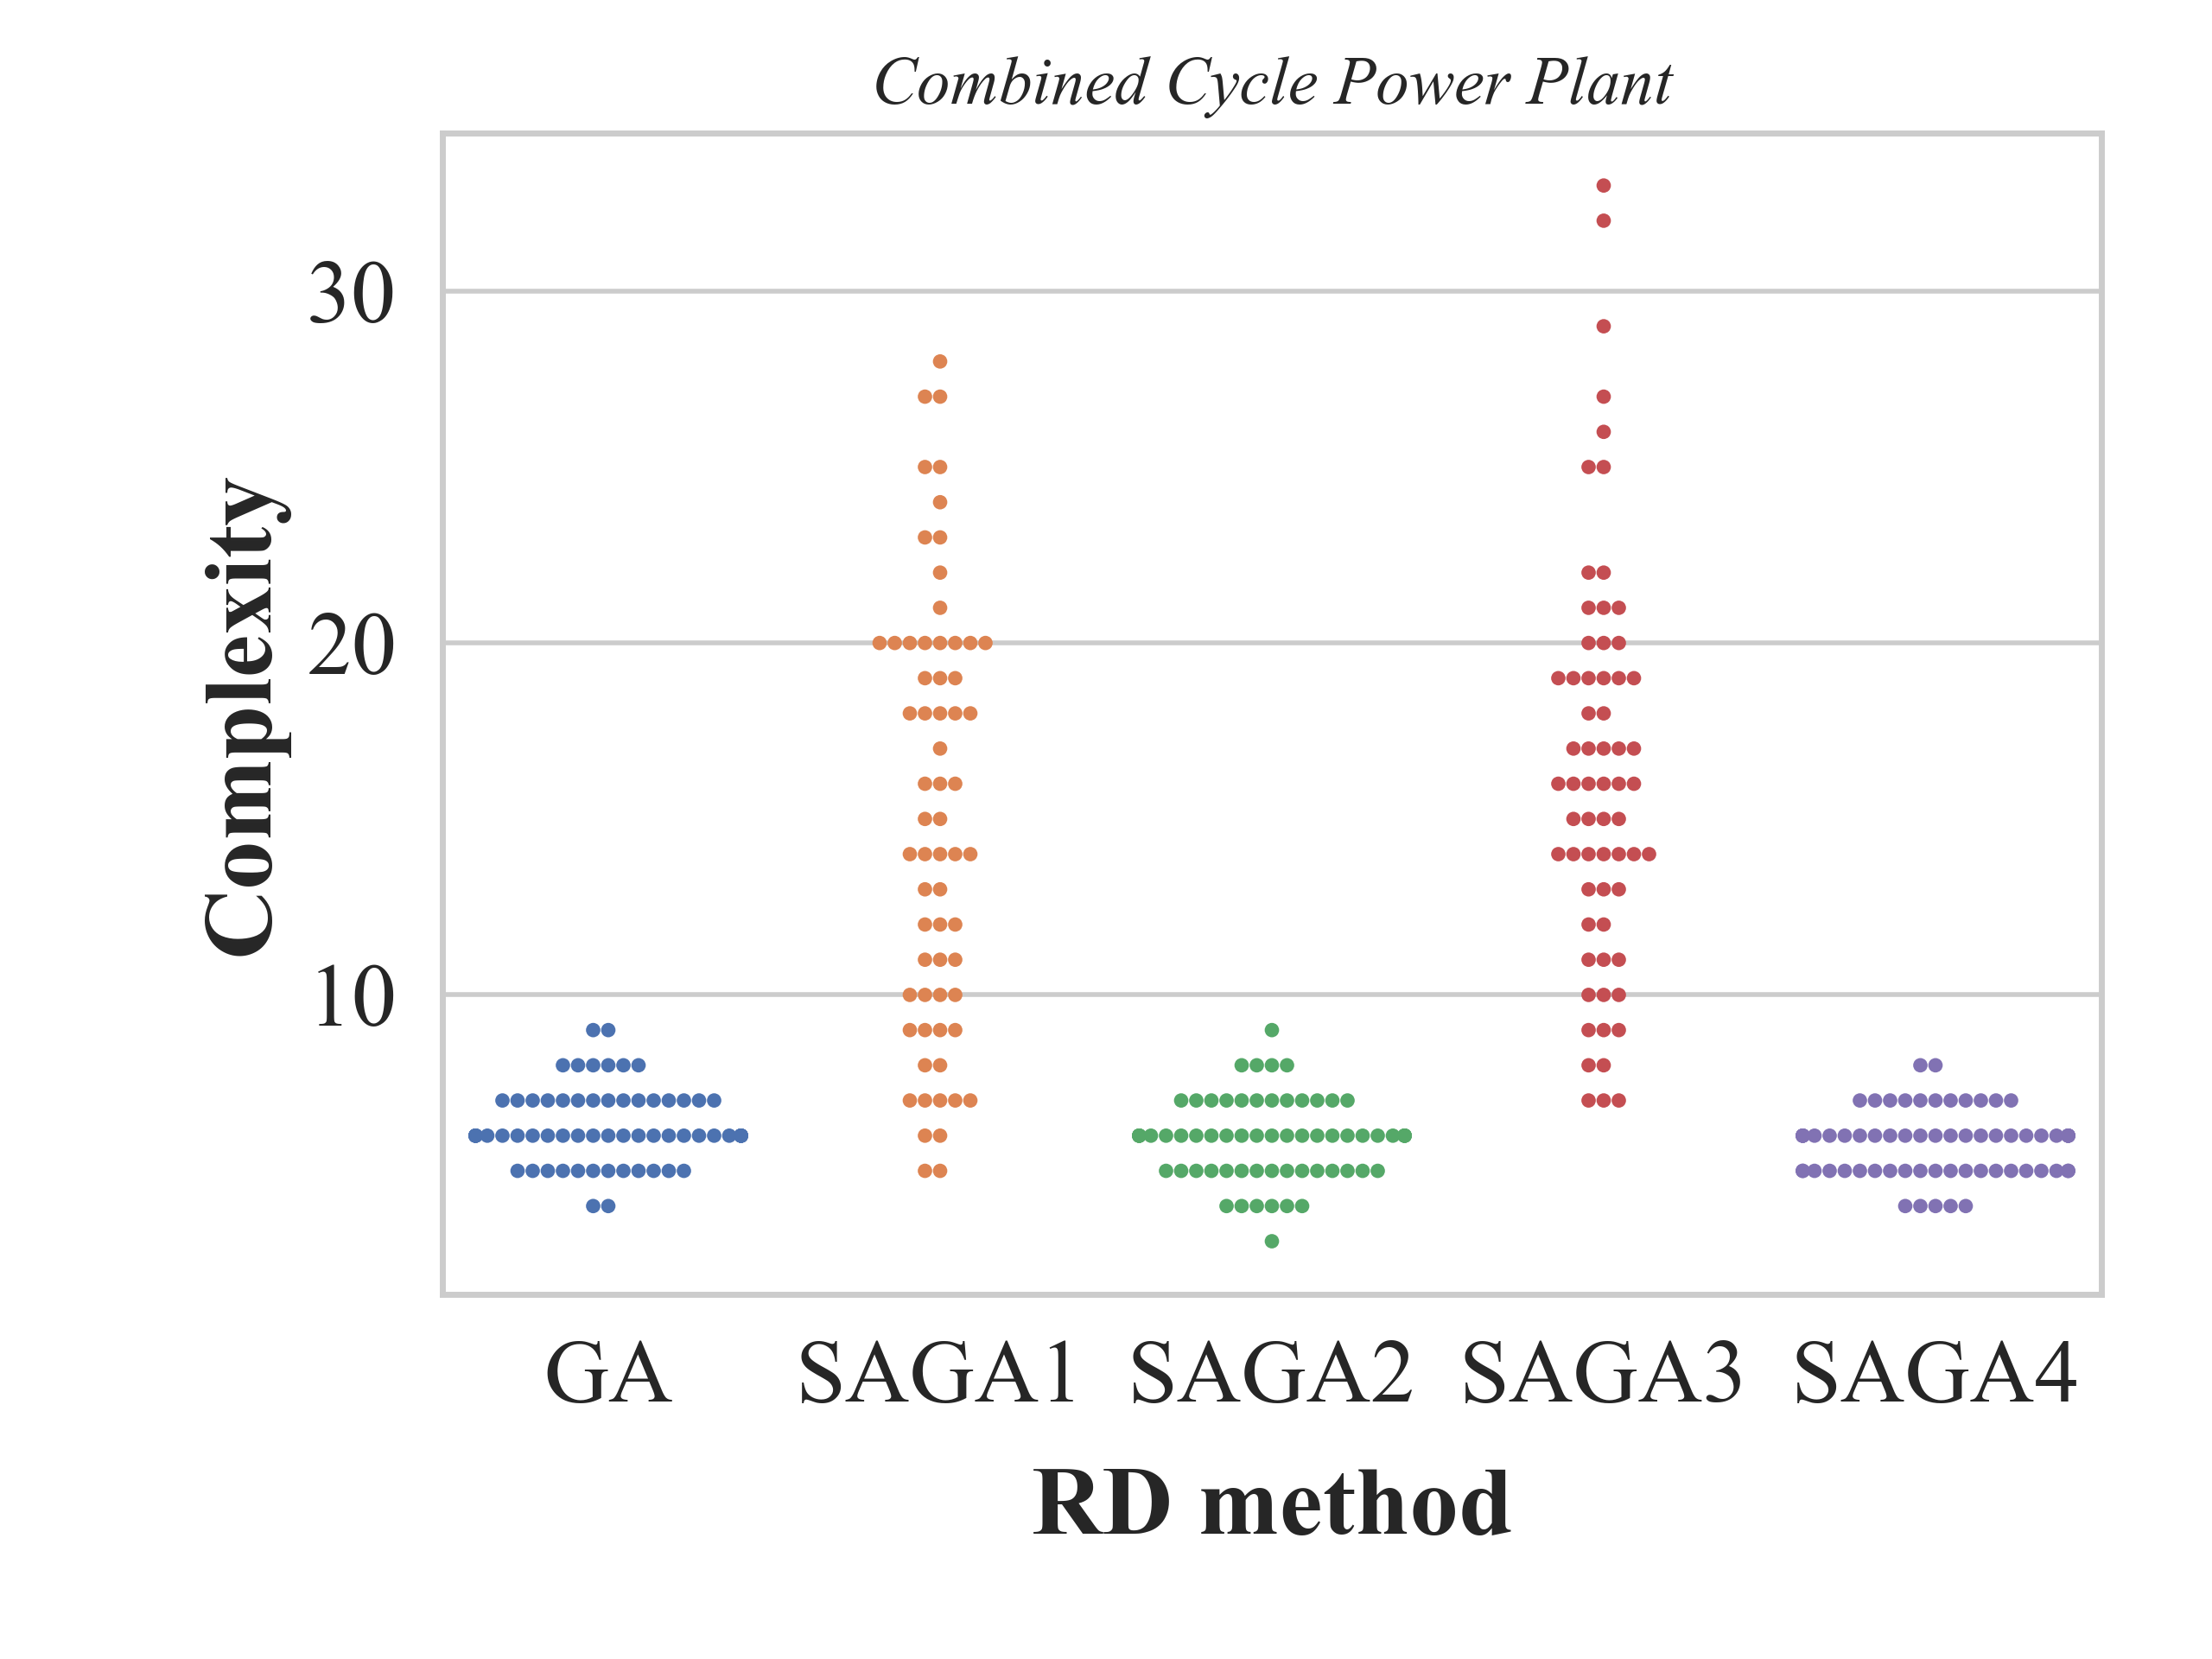 Combined Cycle Power Plant
30
20
10
Complexity
GA SAGA1 SAGA2 SAGA3 SAGA4
RD method